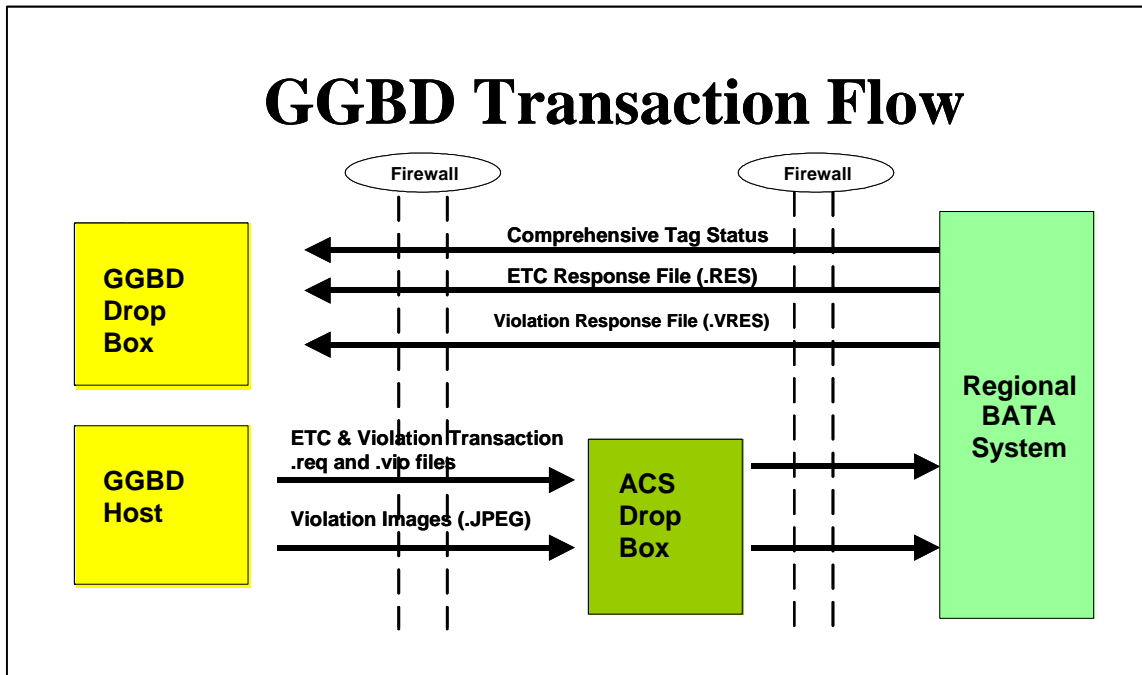 GGBD Transaction Flow
Firewall
Firewall
Comprehensive Tag Status
ETC Response File (.RES)
Violation Response File (.VRES)
GGBD
Drop
Box
Regional
BATA
System
GGBD
Host
ETC & Violation Transaction
.req and .vio files
Violation Images (.JPEG)
ACS
Drop
Box